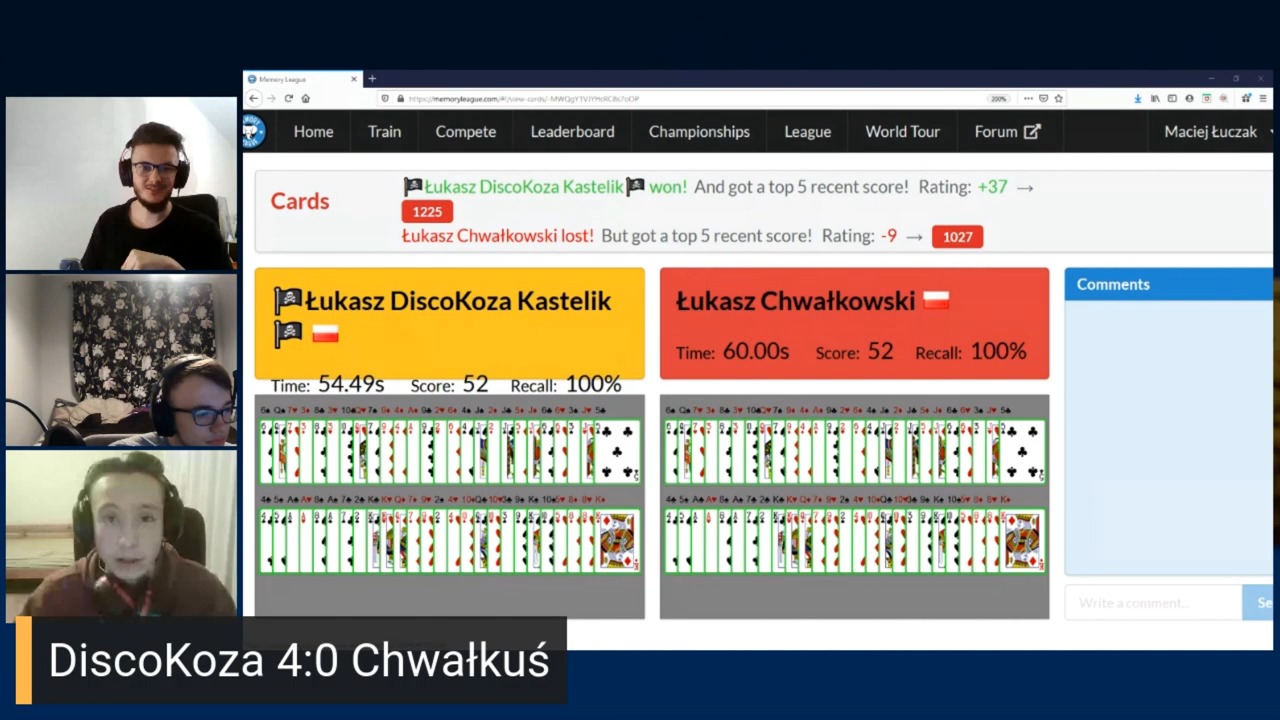 Memory League
https://memoryleague.com/#!/view-cards/-MWQgY1VJYHcRC8s7oOP
200%
Home Train Compete Leaderboard Championships League World Tour Forum Maciej Łuczak
Cards
Łukasz DiscoKoza Kastelik won! And got a top 5 recent score! Rating: +37 →
1225
Łukasz Chwałkowski lost! But got a top 5 recent score! Rating: -9 → 1027
Łukasz DiscoKoza Kastelik
Time: 54.49s Score: 52 Recall: 100%
Łukasz Chwałkowski
Time: 60.00s Score: 52 Recall: 100%
Comments
Write a comment...
Se
DiscoKoza 4:0 Chwałkuś